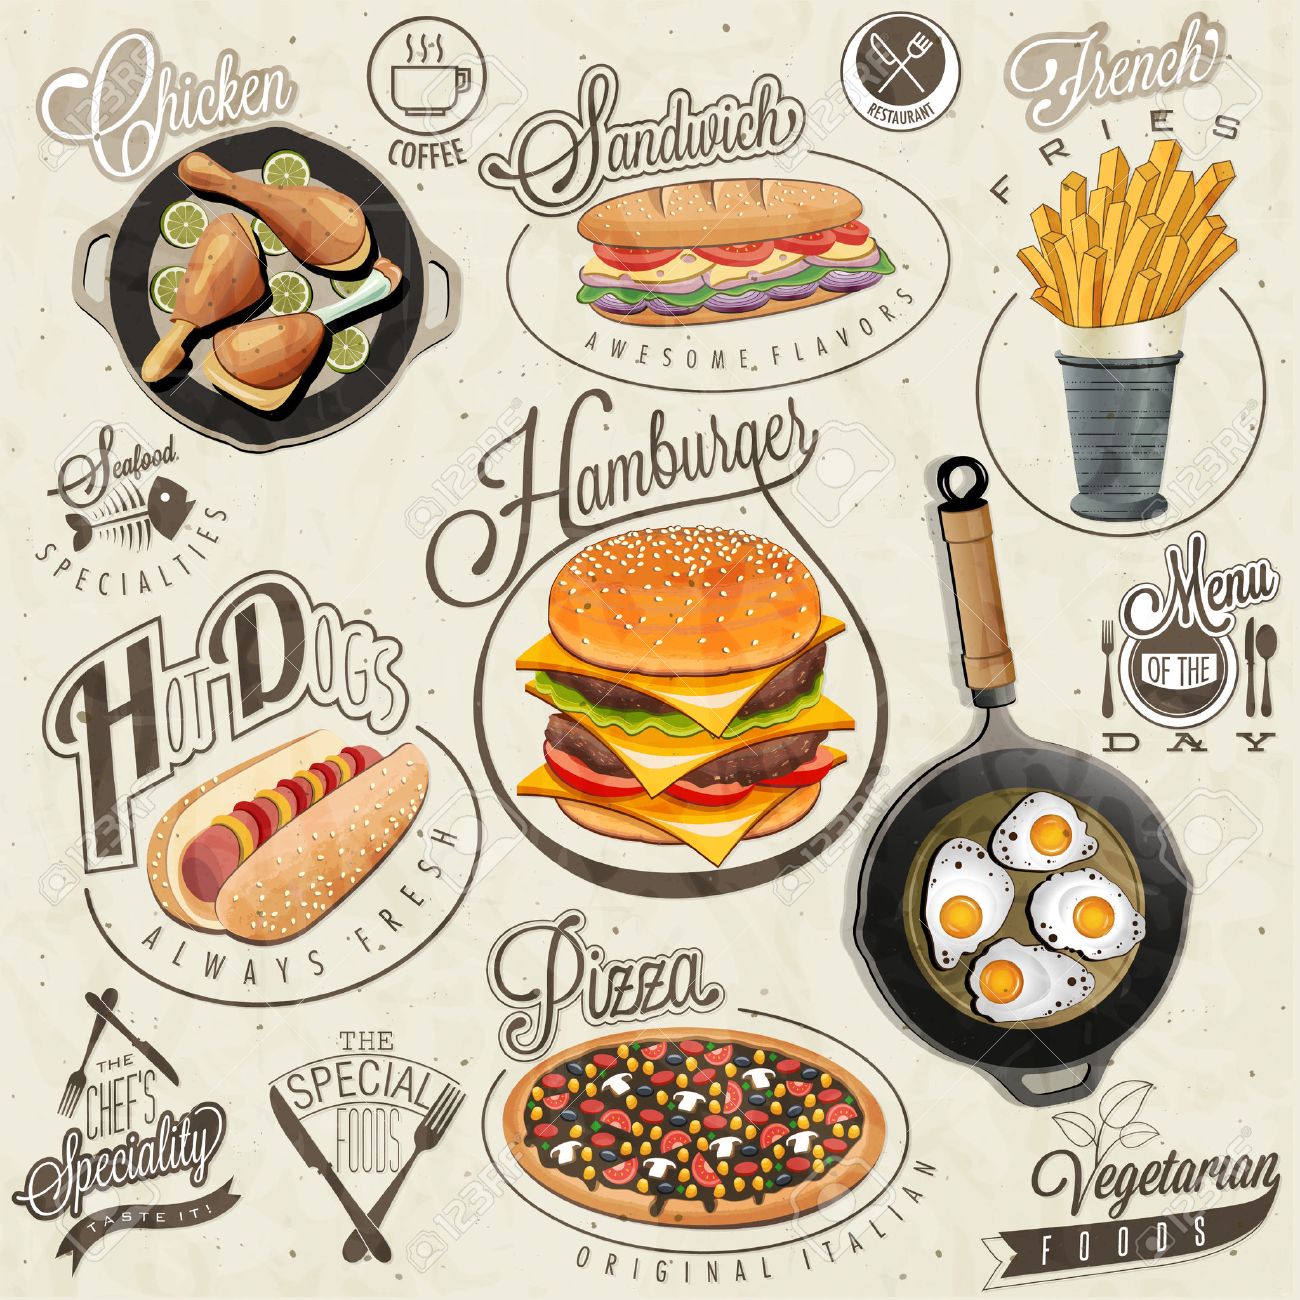 Chicken
COFFEE
Sandwich
AWESOME FLAVORS
RESTAURANT
French
FRIES
Seafood
SPECIALTIES
Hamburger
Menu
OF THE
DAY
HOT DOGS
ALWAYS FRESH
Pizza
ORIGINAL ITALIAN
THE
CHEF'S
Speciality
TASTE IT!
THE
SPECIAL
FOODS
Vegetarian
FOODS
123RF